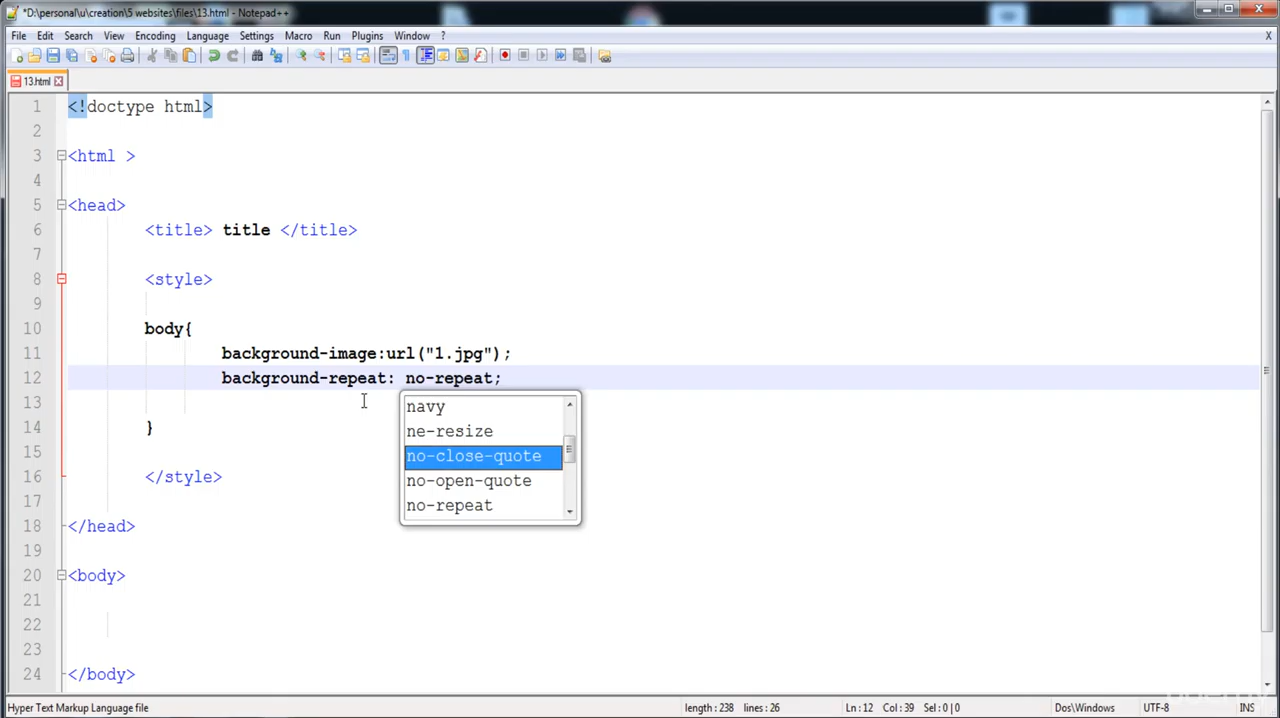 *D:\personal\u\creation\5 websites\files\13.html - Notepad++
File Edit Search View Encoding Language Settings Macro Run Plugins Window ? X
13.html
1 <!doctype html>
2
3 <html >
4
5 <head>
6 <title> title </title>
7
8 <style>
9
10 body{
11 background-image:url("1.jpg");
12 background-repeat: no-repeat;
13
14 }
15
16 </style>
17
18 </head>
19
20 <body>
21
22
23
24 </body>
navy
ne-resize
no-close-quote
no-open-quote
no-repeat
Hyper Text Markup Language file length : 238 lines : 26 Ln : 12 Col : 39 Sel : 0 | 0 Dos\Windows UTF-8 INS